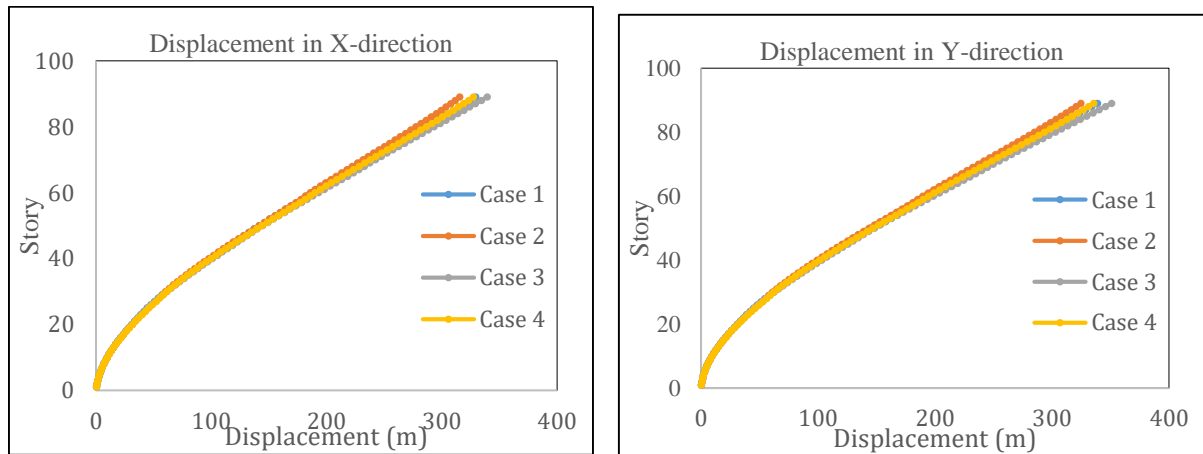 Displacement in X-direction
100
80
60
40
20
0
Story
0 100 200 300 400
Displacement (m)
Case 1
Case 2
Case 3
Case 4
Displacement in Y-direction
100
80
60
40
20
0
Story
0 100 200 300 400
Displacement (m)
Case 1
Case 2
Case 3
Case 4